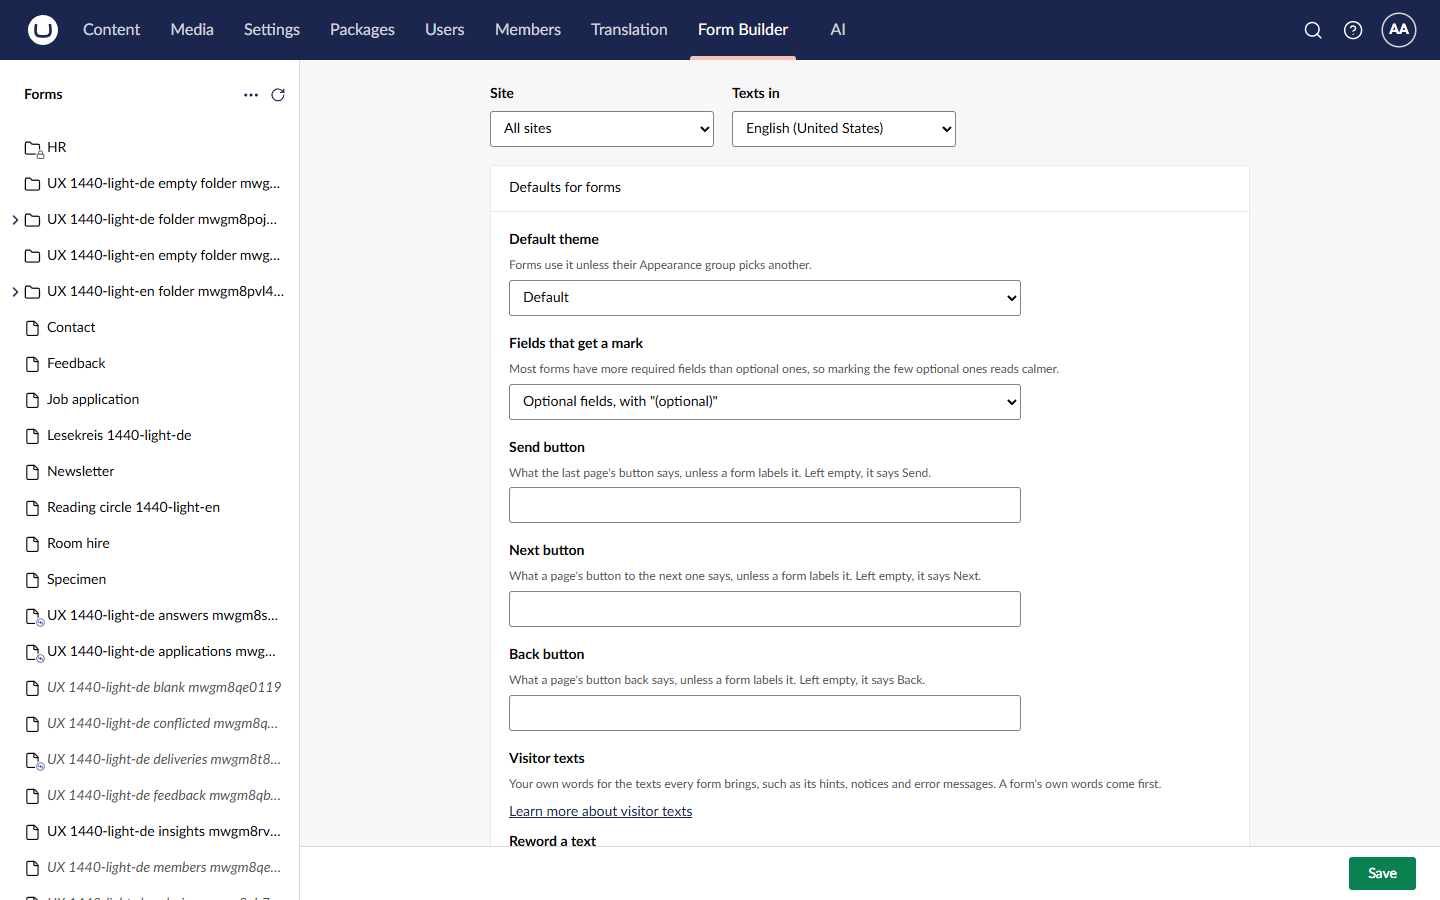 Content
Media
Settings
Packages
Users
Members
Translation
Form Builder
AI
AA
Forms
HR
UX 1440-light-de empty folder mwg...
UX 1440-light-de folder mwgm8poj...
UX 1440-light-en empty folder mwg...
UX 1440-light-en folder mwgm8pvl4...
Contact
Feedback
Job application
Lesekreis 1440-light-de
Newsletter
Reading circle 1440-light-en
Room hire
Specimen
UX 1440-light-de answers mwgm8s...
UX 1440-light-de applications mwg...
UX 1440-light-de blank mwgm8qe0119
UX 1440-light-de conflicted mwgm8q...
UX 1440-light-de deliveries mwgm8t8...
UX 1440-light-de feedback mwgm8qb...
UX 1440-light-de insights mwgm8rv...
UX 1440-light-de members mwgm8qe...
Site
Texts in
All sites
English (United States)
Defaults for forms
Default theme
Forms use it unless their Appearance group picks another.
Default
Fields that get a mark
Most forms have more required fields than optional ones, so marking the few optional ones reads calmer.
Optional fields, with "(optional)"
Send button
What the last page's button says, unless a form labels it. Left empty, it says Send.
Next button
What a page's button to the next one says, unless a form labels it. Left empty, it says Next.
Back button
What a page's button back says, unless a form labels it. Left empty, it says Back.
Visitor texts
Your own words for the texts every form brings, such as its hints, notices and error messages. A form's own words come first.
Learn more about visitor texts
Reword a text
Save